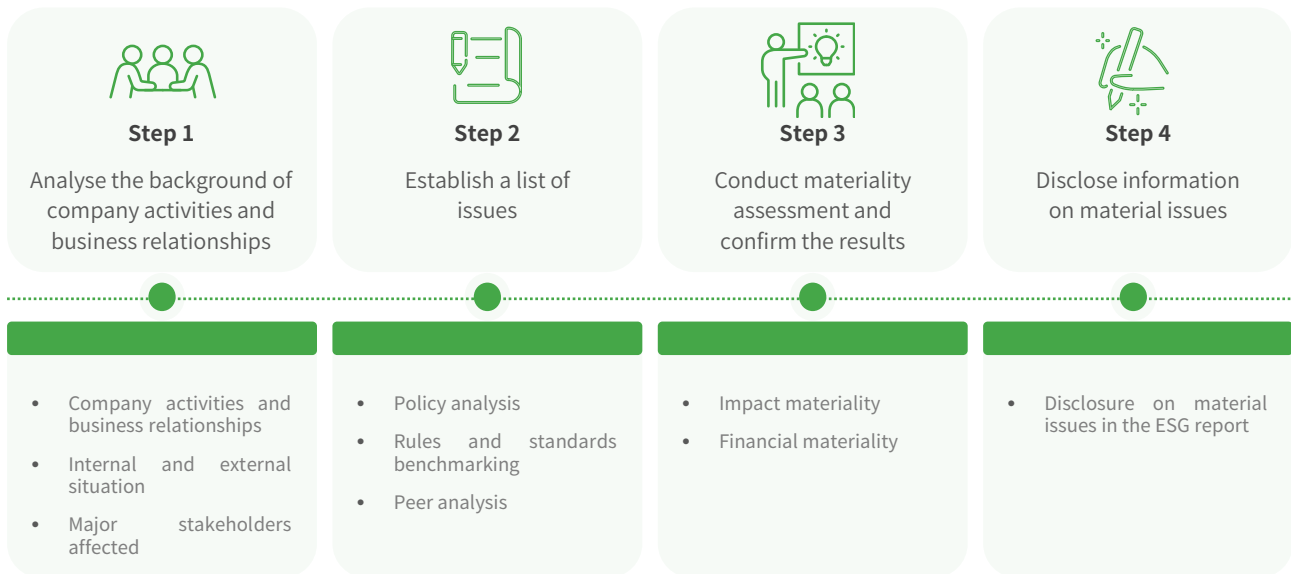 Step 1
Analyse the background of
company activities and
business relationships
Step 2
Establish a list of
issues
Step 3
Conduct materiality
assessment and
confirm the results
Step 4
Disclose information
on material issues
• Company activities and
business relationships
• Internal and external
situation
• Major stakeholders
affected
• Policy analysis
• Rules and standards
benchmarking
• Peer analysis
• Impact materiality
• Financial materiality
• Disclosure on material
issues in the ESG report